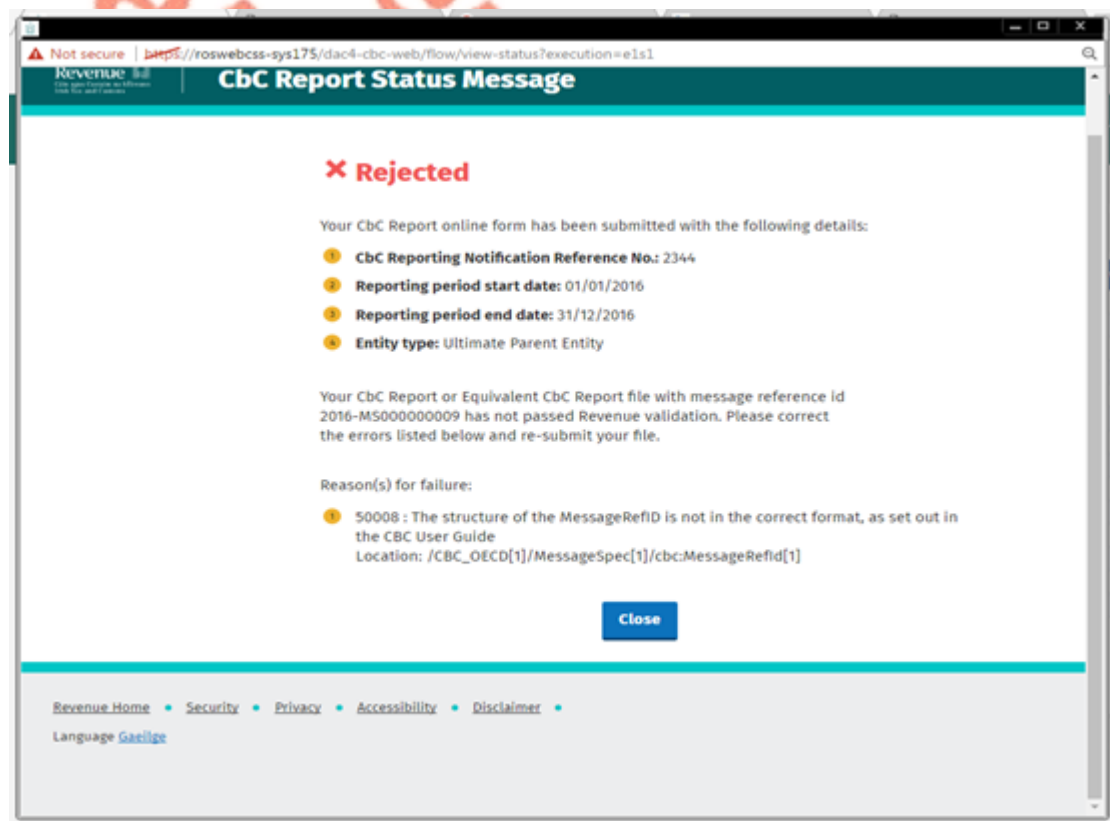 Not secure | https://roswebcss-sys175/dac4-cbc-web/flow/view-status?execution=e1s1
Revenue
CbC Report Status Message
Rejected
Your CbC Report online form has been submitted with the following details:
1 CbC Reporting Notification Reference No.: 2344
2 Reporting period start date: 01/01/2016
3 Reporting period end date: 31/12/2016
4 Entity type: Ultimate Parent Entity
Your CbC Report or Equivalent CbC Report file with message reference id
2016-MS000000009 has not passed Revenue validation. Please correct
the errors listed below and re-submit your file.
Reason(s) for failure:
1 50008 : The structure of the MessageRefID is not in the correct format, as set out in
the CBC User Guide
Location: /CBC_OECD[1]/MessageSpec[1]/cbc:MessageRefId[1]
Close
Revenue Home • Security • Privacy • Accessibility • Disclaimer •
Language Gaeilge